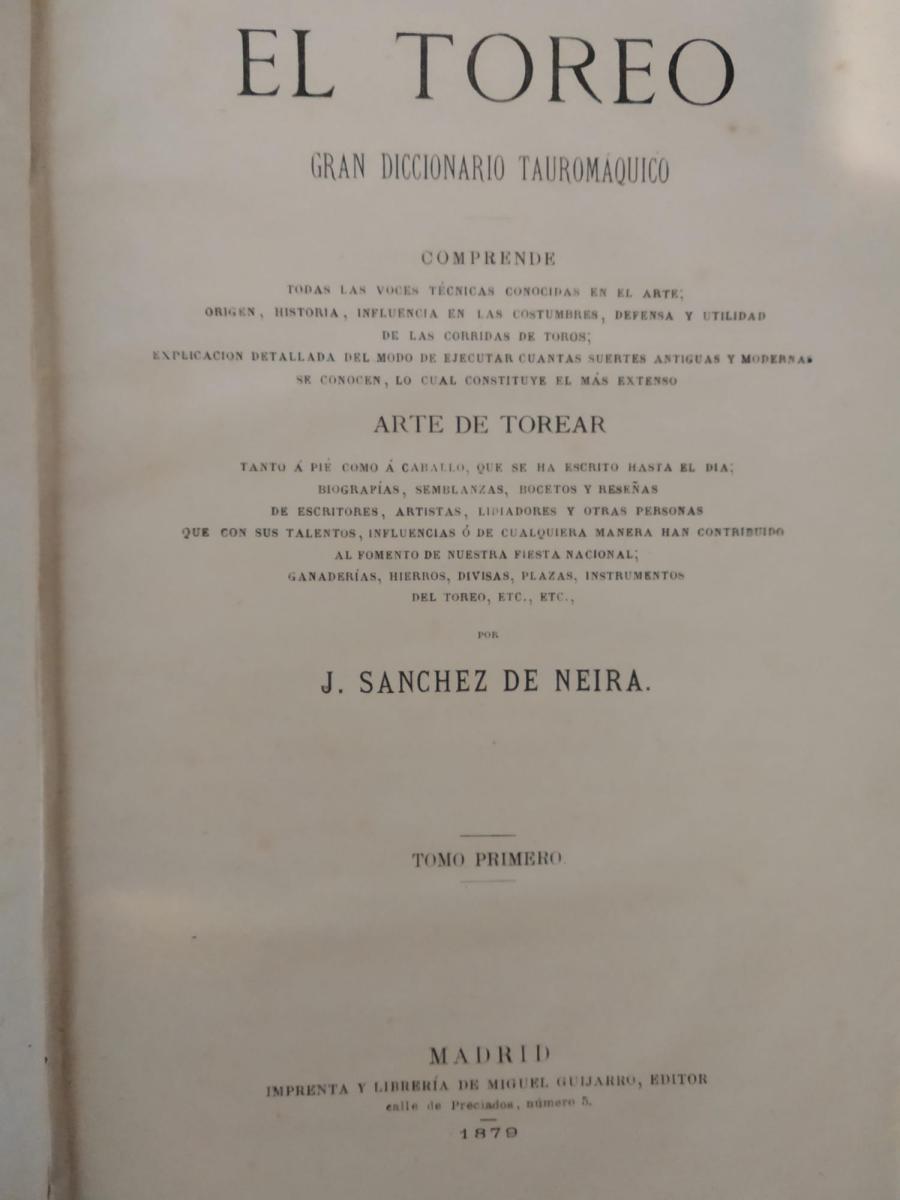 EL TOREO
GRAN DICCIONARIO TAUROMÁQUICO
COMPRENDE
TODAS LAS VOCES TÉCNICAS CONOCIDAS EN EL ARTE;
ORIGEN, HISTORIA, INFLUENCIA EN LAS COSTUMBRES, DEFENSA Y UTILIDAD
DE LAS CORRIDAS DE TOROS;
EXPLICACION DETALLADA DEL MODO DE EJECUTAR CUANTAS SUERTES ANTIGUAS Y MODERNAS
SE CONOCEN, LO CUAL CONSTITUYE EL MÁS EXTENSO
ARTE DE TOREAR
TANTO Á PIÉ COMO Á CABALLO, QUE SE HA ESCRITO HASTA EL DIA;
BIOGRAFÍAS, SEMBLANZAS, BOCETOS Y RESEÑAS
DE ESCRITORES, ARTISTAS, LIDIADORES Y OTRAS PERSONAS
QUE CON SUS TALENTOS, INFLUENCIAS Ó DE CUALQUIERA MANERA HAN CONTRIBUIDO
AL FOMENTO DE NUESTRA FIESTA NACIONAL;
GANADERÍAS, HIERROS, DIVISAS, PLAZAS, INSTRUMENTOS
DEL TOREO, ETC., ETC.,
POR
J. SANCHEZ DE NEIRA.
TOMO PRIMERO
MADRID
IMPRENTA Y LIBRERÍA DE MIGUEL GUIJARRO, EDITOR
calle de Preciados, número 5.
1879